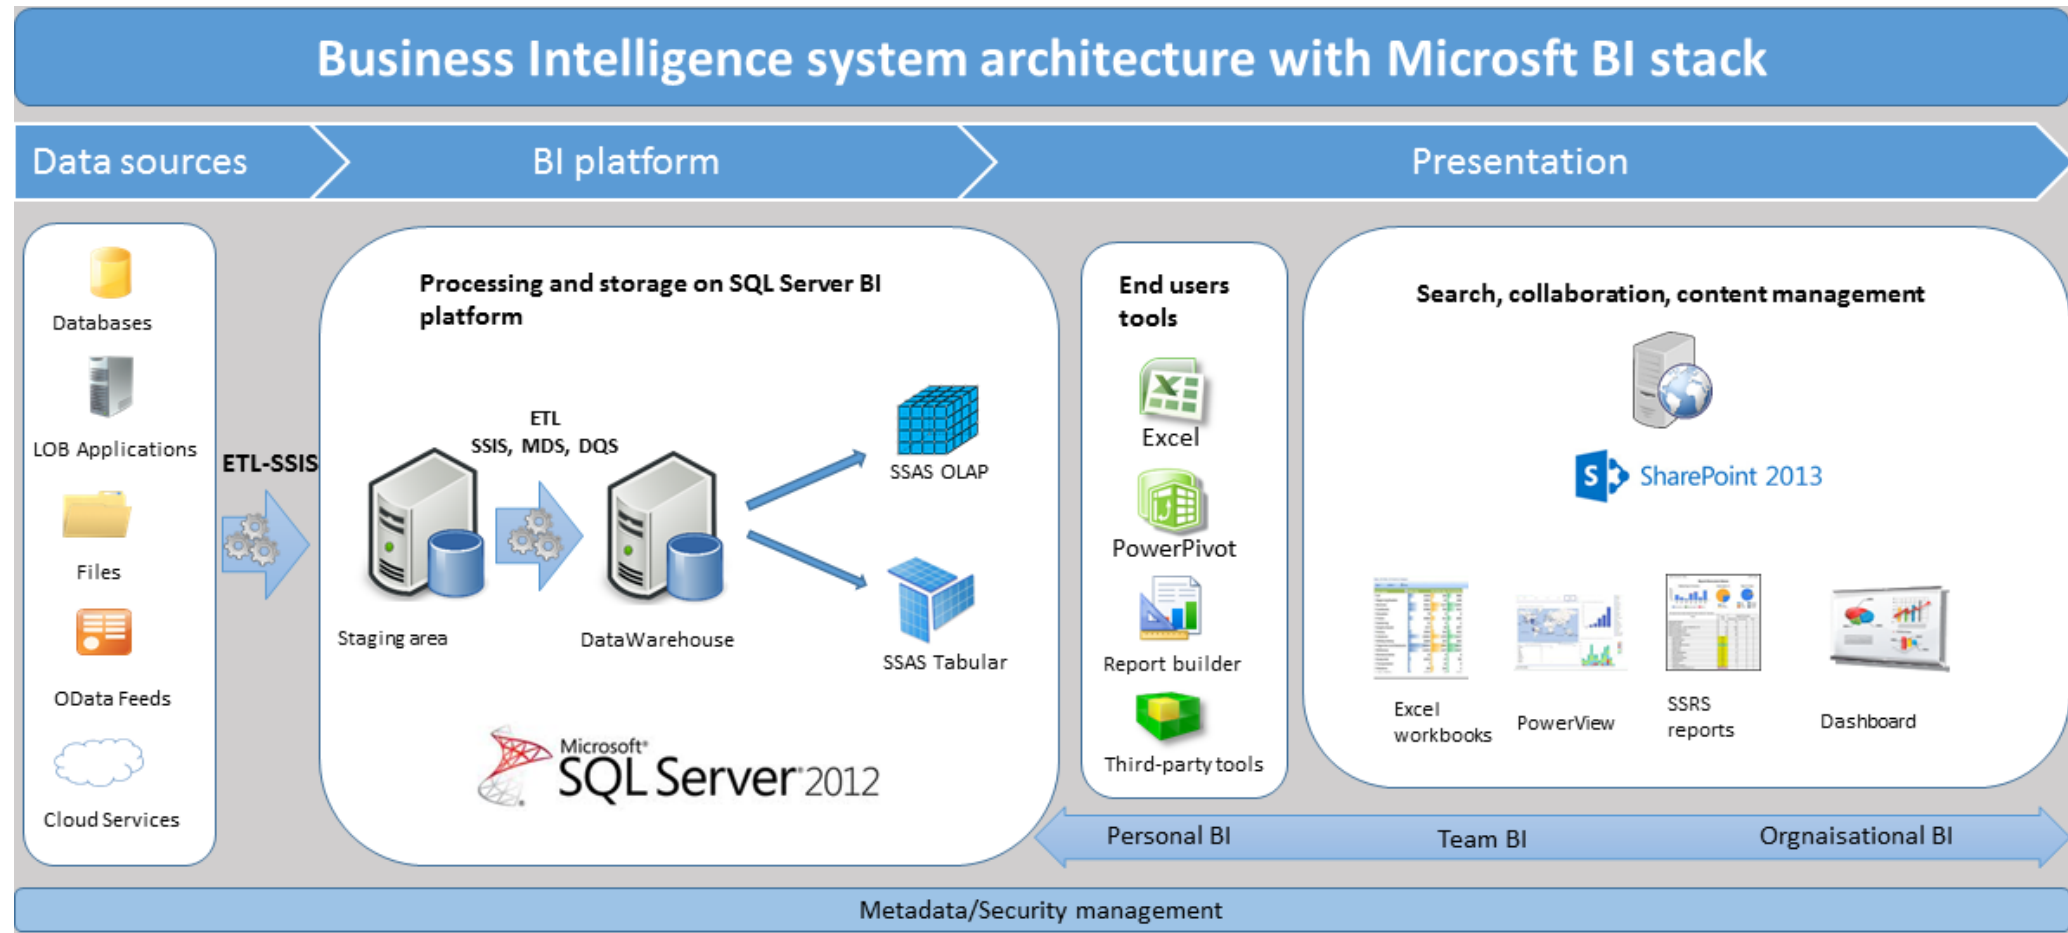 Business Intelligence system architecture with Microsft BI stack
Data sources
BI platform
Presentation
Databases
LOB Applications
Files
OData Feeds
Cloud Services
ETL-SSIS
Processing and storage on SQL Server BI
platform
Staging area
ETL
SSIS, MDS, DQS
DataWarehouse
SSAS OLAP
SSAS Tabular
Microsoft®
SQL Server® 2012
End users
tools
Excel
PowerPivot
Report builder
Third-party tools
Search, collaboration, content management
S
SharePoint 2013
Excel
workbooks
PowerView
SSRS
reports
Dashboard
Personal BI
Team BI
Orgnaisational BI
Metadata/Security management